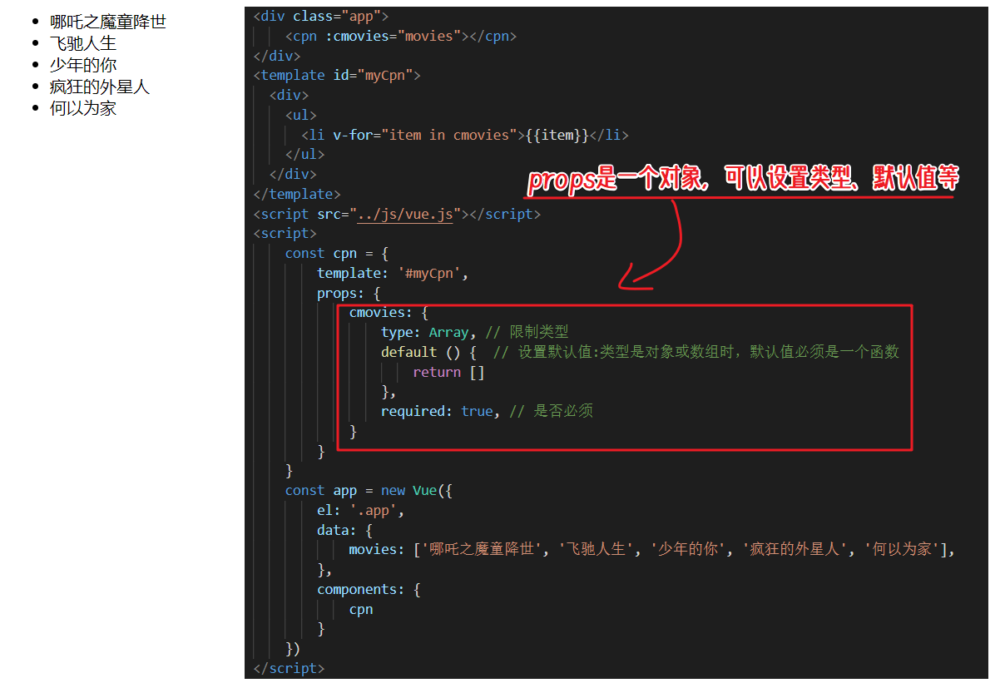 哪吒之魔童降世
飞驰人生
少年的你
疯狂的外星人
何以为家
<div class="app">
<cpn :cmovies="movies"></cpn>
</div>
<template id="myCpn">
<div>
<ul>
<li v-for="item in cmovies">{{item}}</li>
</ul>
</div>
props是一个对象，可以设置类型、默认值等
</template>
<script src="../js/vue.js"></script>
<script>
const cpn = {
template: '#myCpn',
props: {
cmovies: {
type: Array, // 限制类型
default () { // 设置默认值:类型是对象或数组时，默认值必须是一个函数
return []
},
required: true, // 是否必须
}
}
}
const app = new Vue({
el: '.app',
data: {
movies: ['哪吒之魔童降世', '飞驰人生', '少年的你', '疯狂的外星人', '何以为家'],
},
components: {
cpn
}
})
</script>